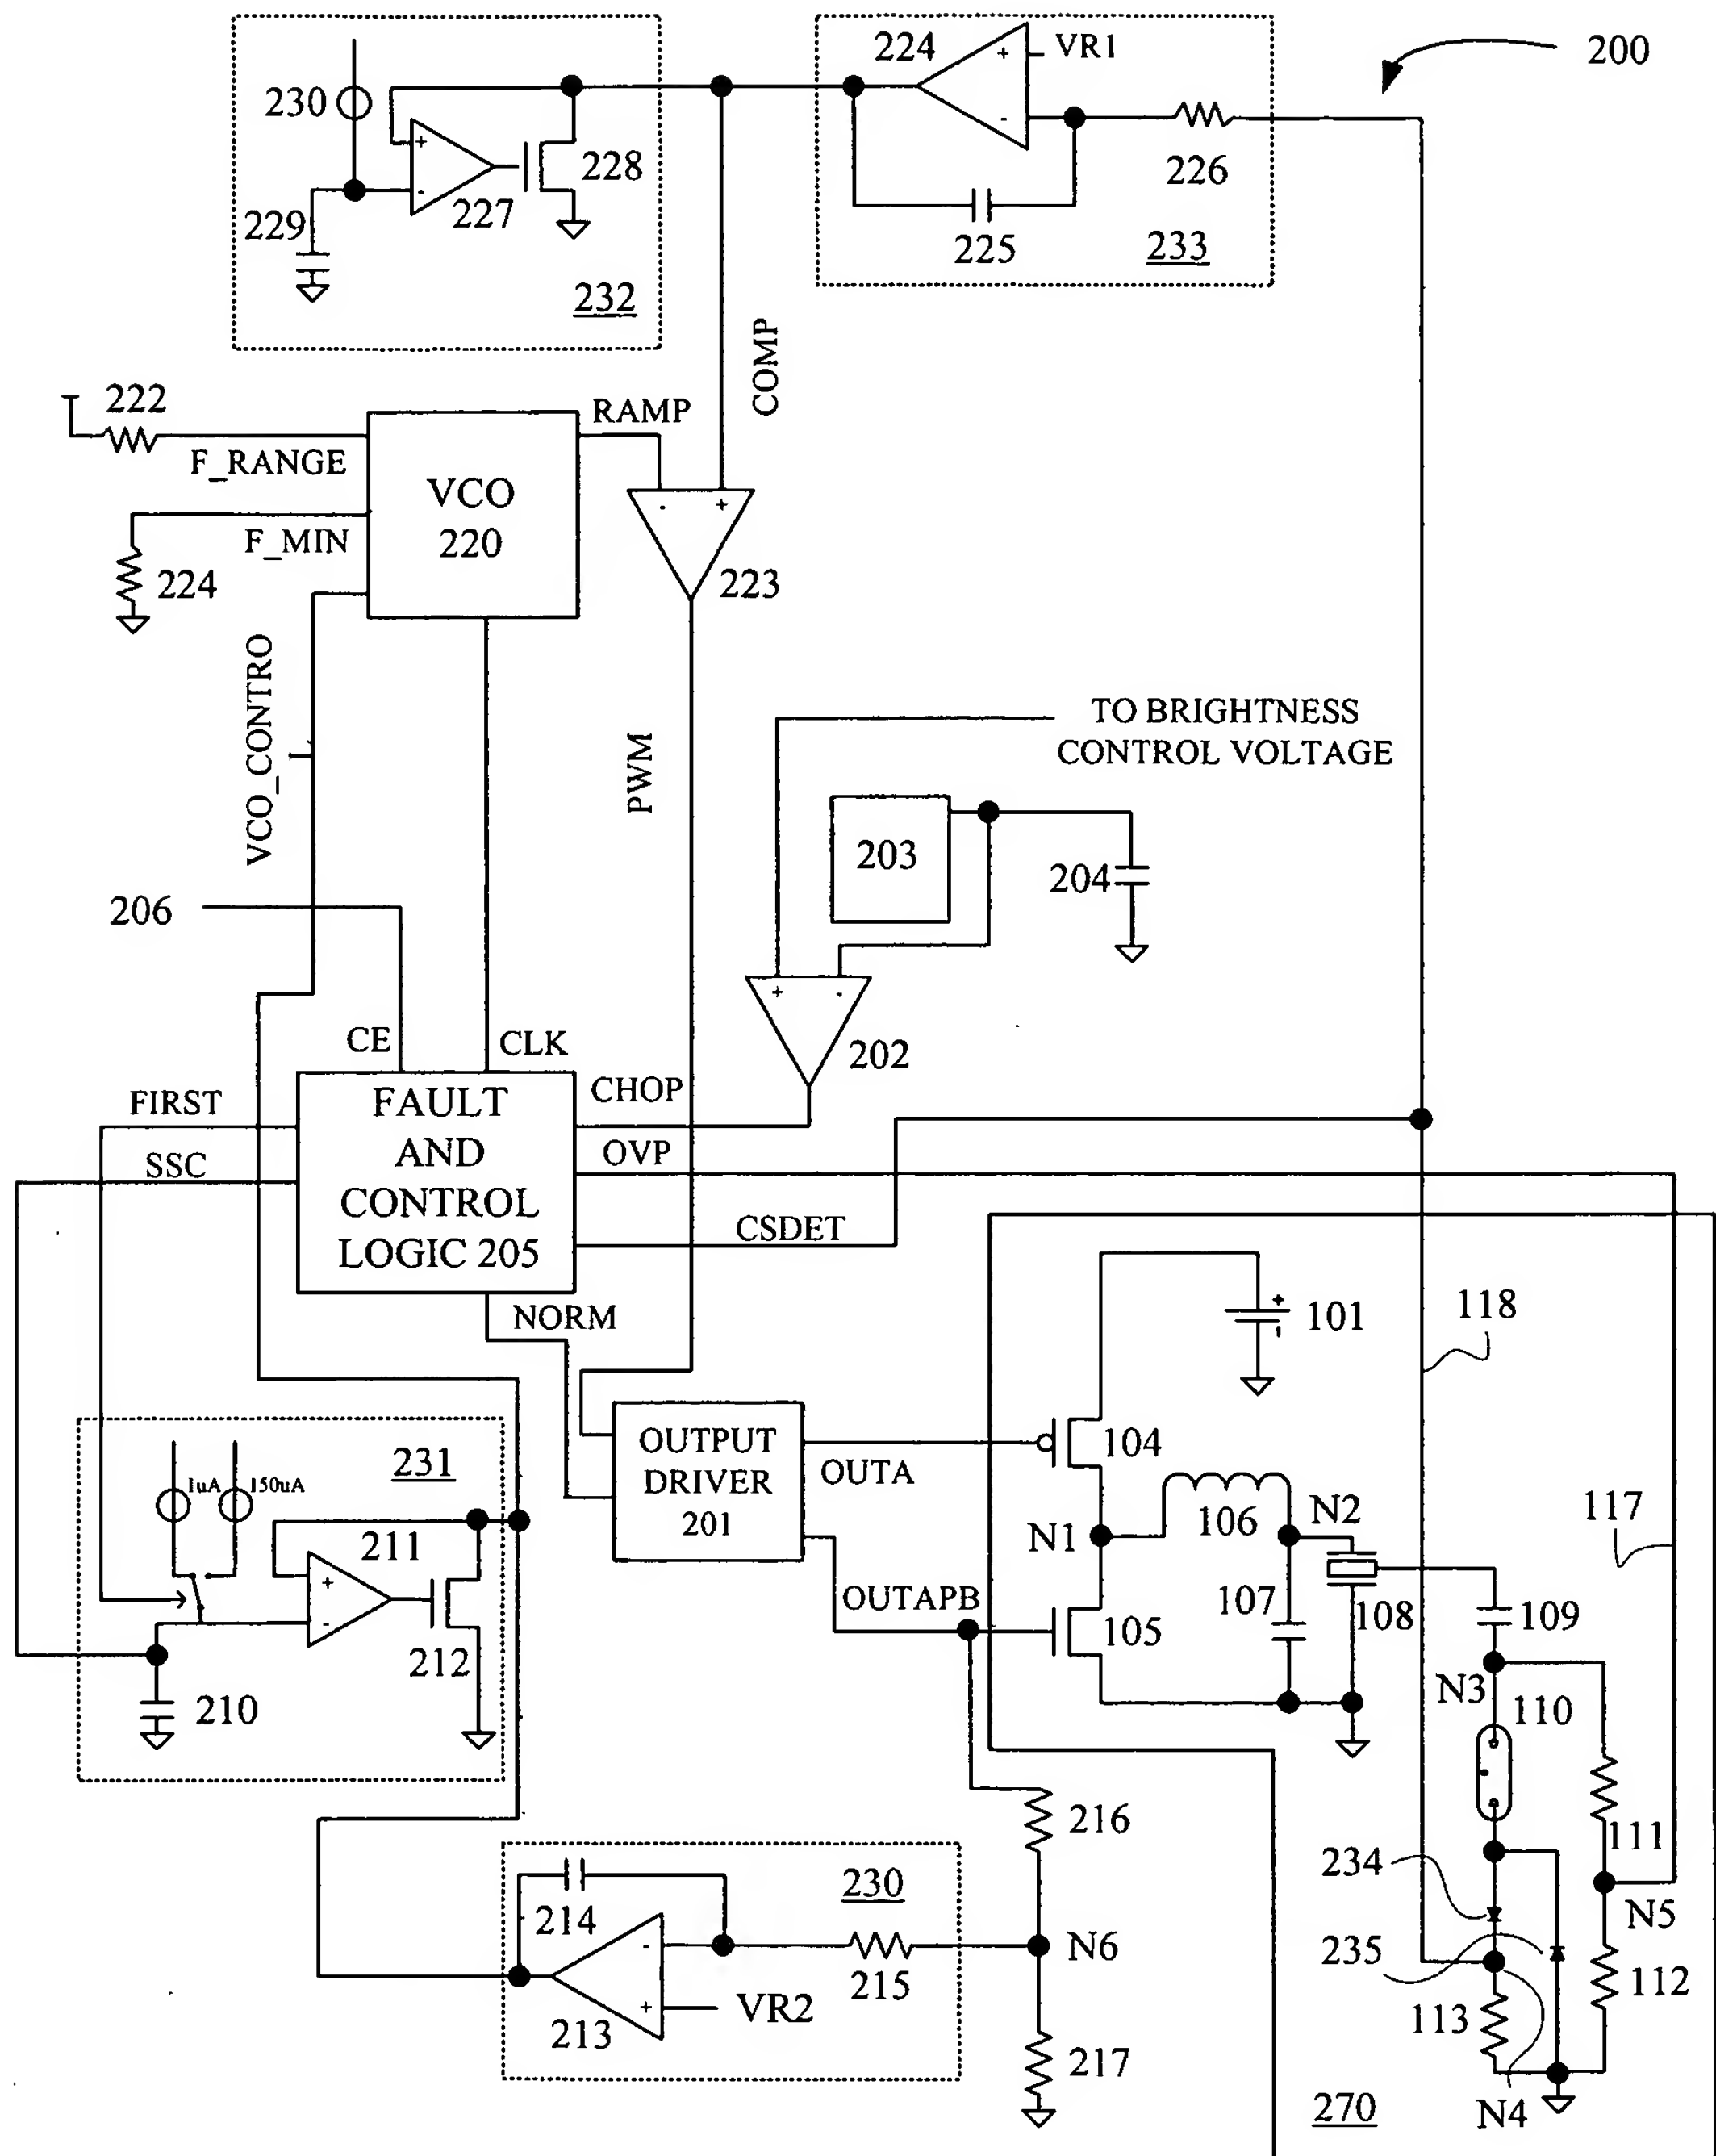 200
224
VR1
+
-
226
225
233
230
+
-
228
227
229
232
COMP
222
RAMP
F_RANGE
VCO
220
F_MIN
224
-
+
223
VCO_CONTRO
L
PWM
TO BRIGHTNESS
CONTROL VOLTAGE
203
204
206
+
-
202
CE
CLK
CHOP
FIRST
SSC
FAULT
AND
CONTROL
LOGIC 205
OVP
CSDET
NORM
101
+
118
104
OUTPUT
DRIVER
201
OUTA
231
1uA
150uA
211
+
-
212
210
N1
106
N2
117
OUTAPB
105
107
108
109
N3
110
216
111
234
N5
230
214
-
+
213
215
N6
VR2
235
112
113
217
N4
270